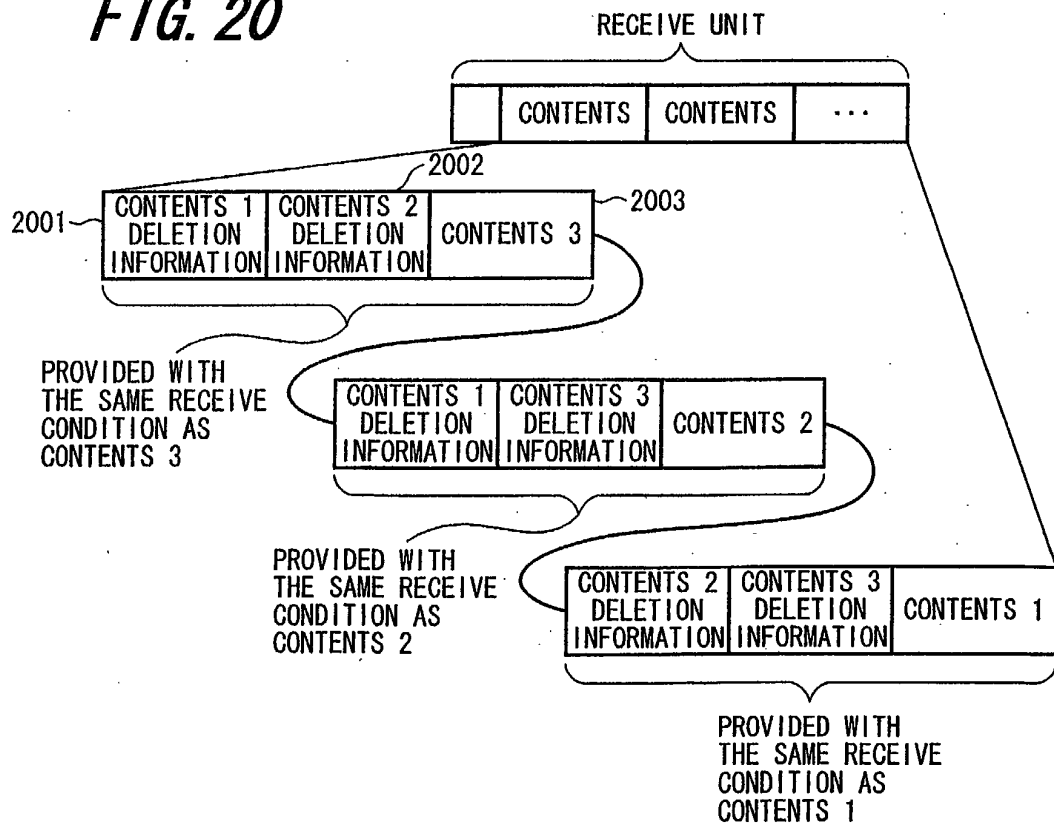 FIG. 20
RECEIVE UNIT
CONTENTS
CONTENTS
...
2001
2002
2003
CONTENTS 1
DELETION
INFORMATION
CONTENTS 2
DELETION
INFORMATION
CONTENTS 3
PROVIDED WITH
THE SAME RECEIVE
CONDITION AS
CONTENTS 3
CONTENTS 1
DELETION
INFORMATION
CONTENTS 3
DELETION
INFORMATION
CONTENTS 2
PROVIDED WITH
THE SAME RECEIVE
CONDITION AS
CONTENTS 2
CONTENTS 2
DELETION
INFORMATION
CONTENTS 3
DELETION
INFORMATION
CONTENTS 1
PROVIDED WITH
THE SAME RECEIVE
CONDITION AS
CONTENTS 1